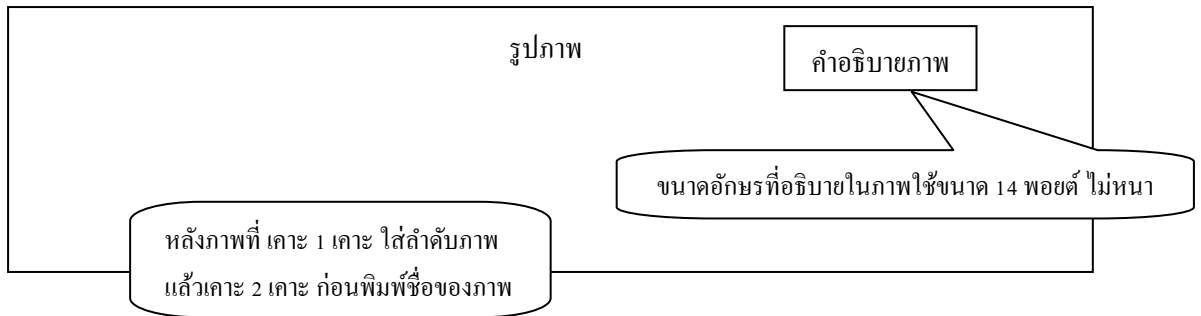 รูปภาพ
คำอธิบายภาพ
ขนาดอักษรที่อธิบายในภาพใช้ขนาด 14 พอยต์ ไม่หนา
หลังภาพที่ เคาะ 1 เคาะ ใส่ลำดับภาพ
แล้วเคาะ 2 เคาะ ก่อนพิมพ์ชื่อของภาพ